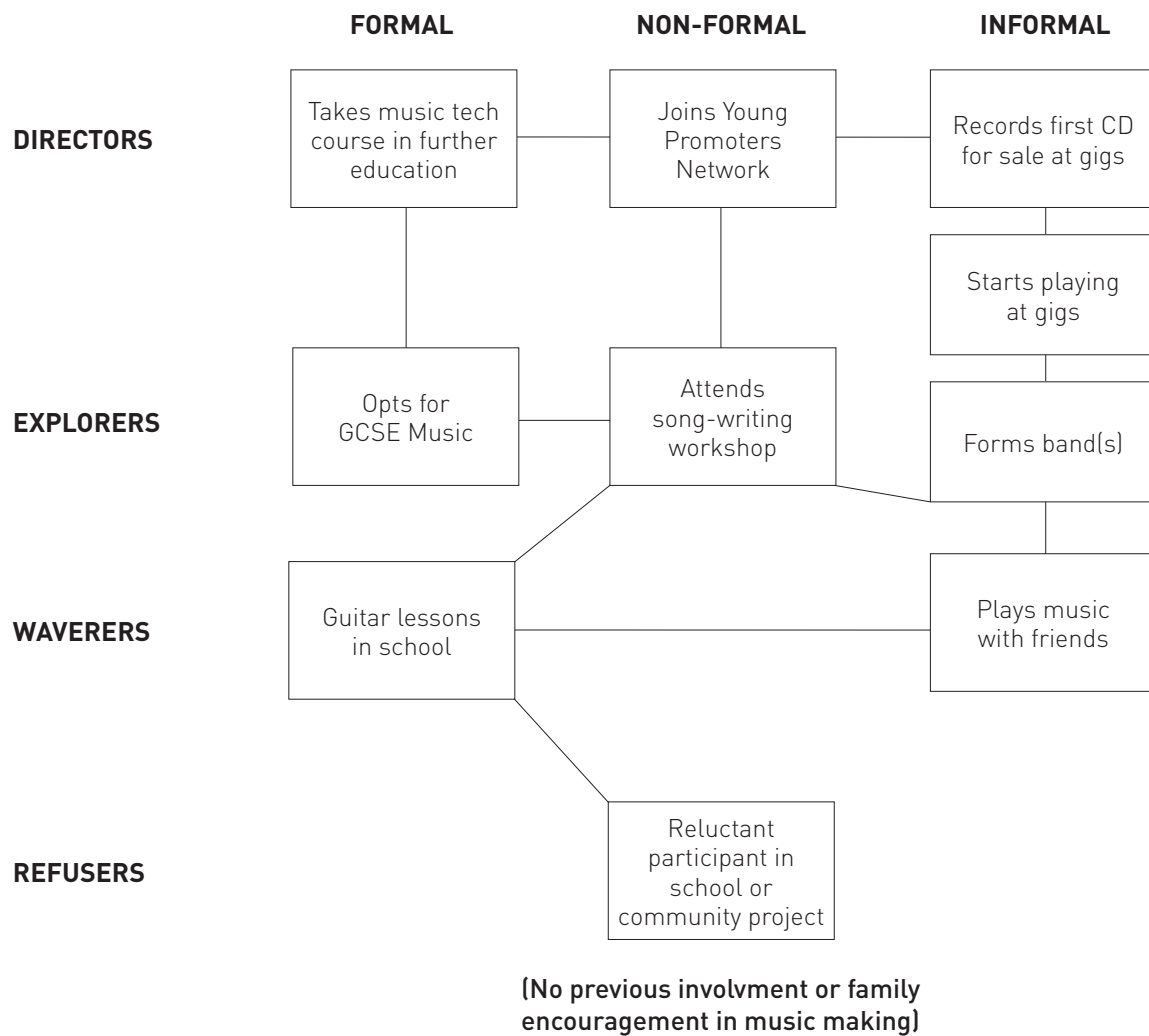 FORMAL
NON-FORMAL
INFORMAL
DIRECTORS
Takes music tech
course in further
education
Joins Young
Promoters
Network
Records first CD
for sale at gigs
Starts playing
at gigs
EXPLORERS
Opts for
GCSE Music
Attends
song-writing
workshop
Forms band(s)
WAVERERS
Guitar lessons
in school
Plays music
with friends
REFUSERS
Reluctant
participant in
school or
community project
(No previous involvment or family
encouragement in music making)